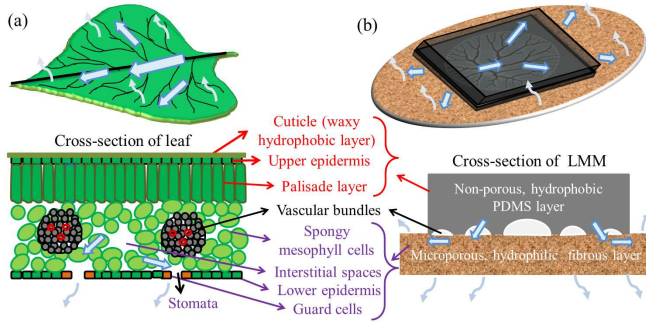 (a)
(b)
Cross-section of leaf
Cuticle (waxy
hydrophobic layer)
Upper epidermis
Palisade layer
Vascular bundles
Spongy
mesophyll cells
Interstitial spaces
Lower epidermis
Guard cells
Stomata
Cross-section of LMM
Non-porous, hydrophobic
PDMS layer
Microporous, hydrophilic fibrous layer